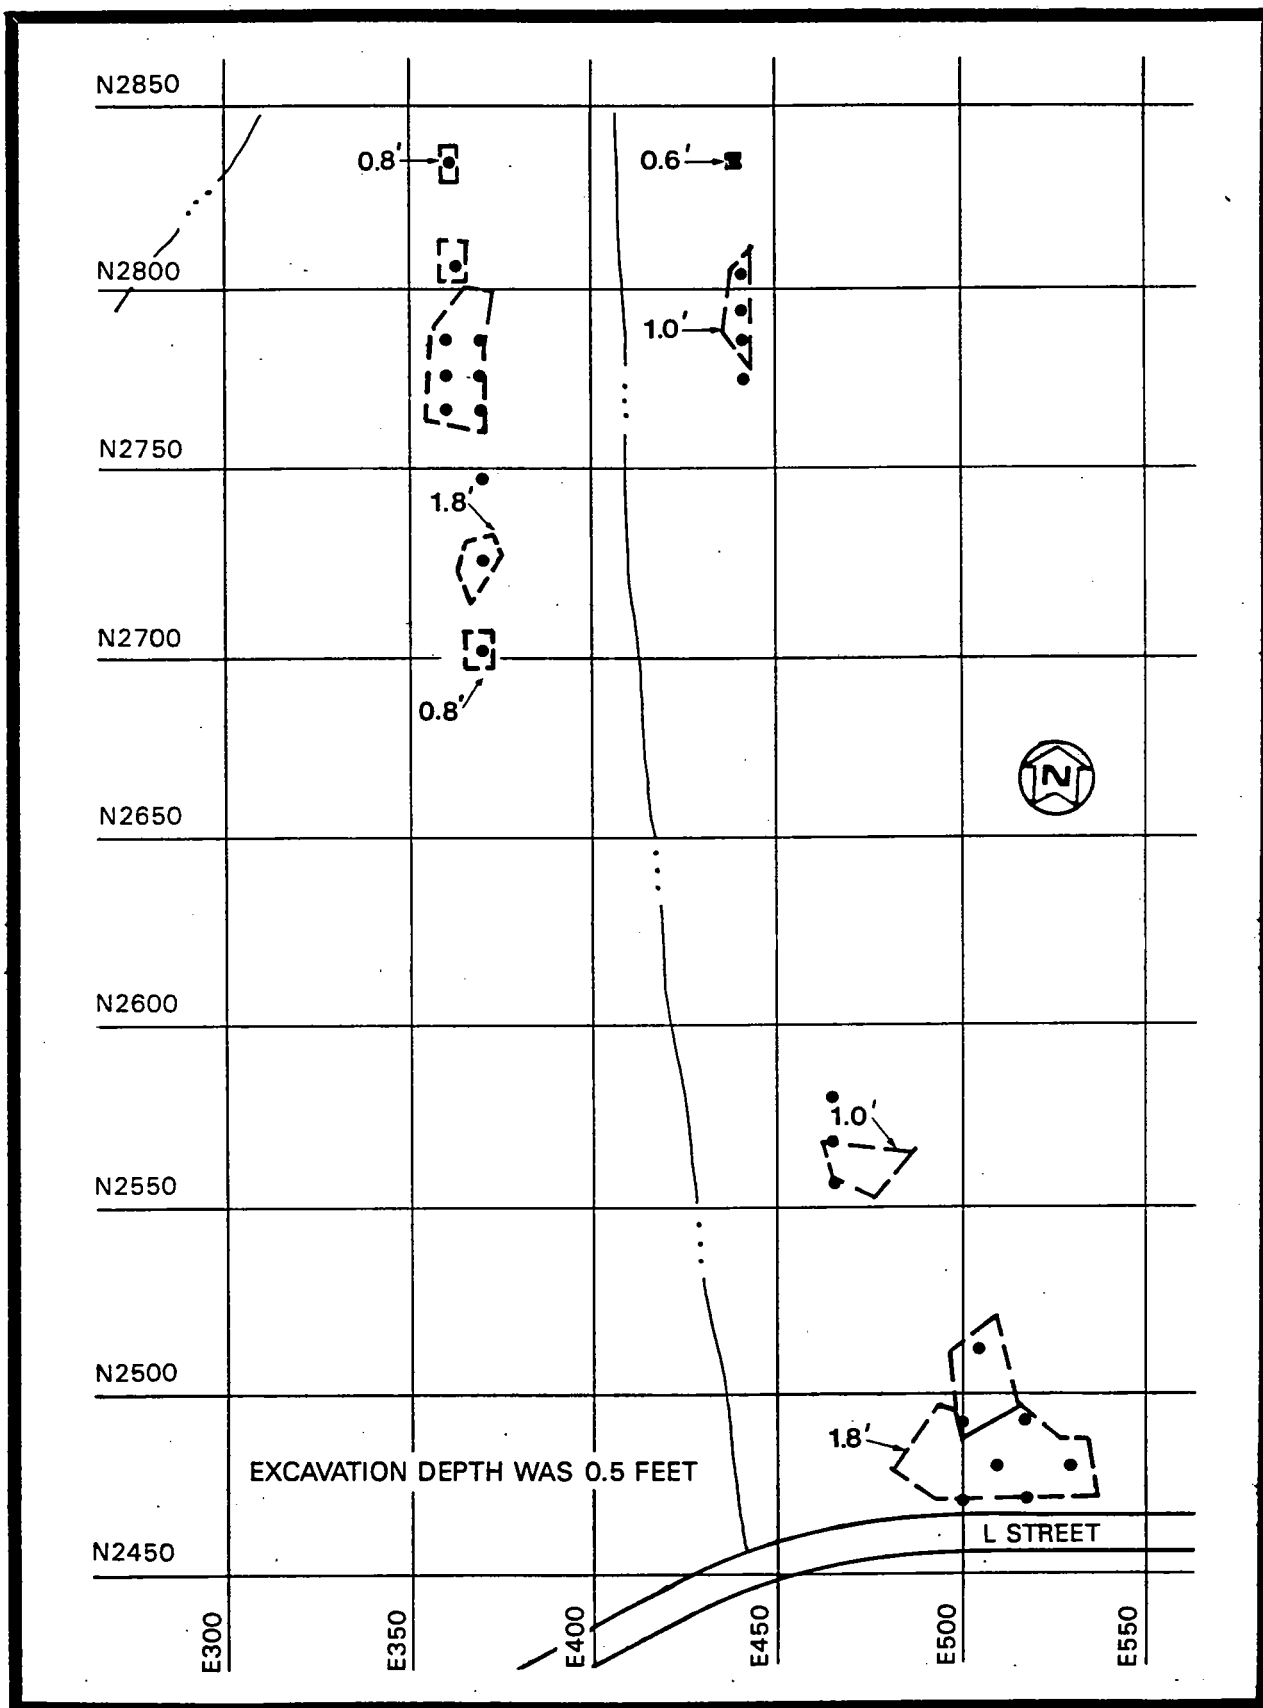 N2850
0.8'
0.6'
N2800
1.0'
N2750
1.8'
N2700
0.8'
N
N2650
N2600
1.0'
N2550
N2500
1.8'
EXCAVATION DEPTH WAS 0.5 FEET
L STREET
N2450
E300
E350
E400
E450
E500
E550